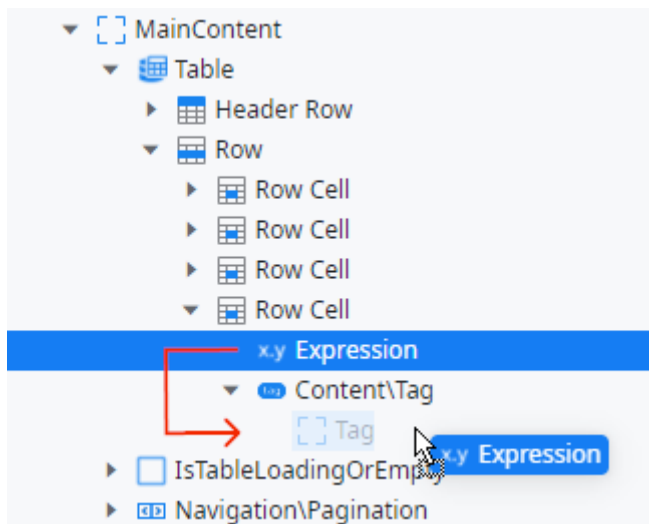 MainContent
Table
Header Row
Row
Row Cell
Row Cell
Row Cell
Row Cell
x.y Expression
Tag Content\Tag
Tag
x.y Expression
IsTableLoadingOrEmpty
Navigation\Pagination